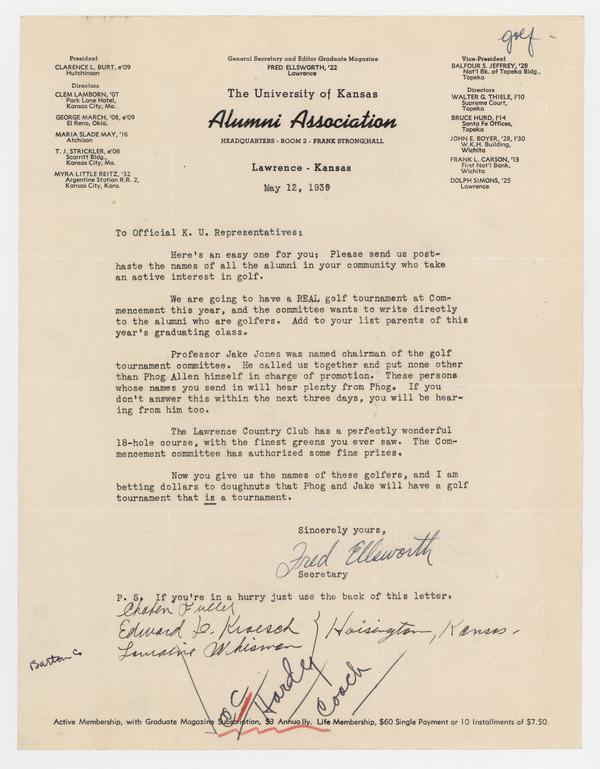 golf -
President
CLARENCE L. BURT, e'09
Hutchinson
Directors
CLEM LAMBORN, '07
Park Lane Hotel,
Kansas City, Mo.
GEORGE MARCH, '08, e'09
El Reno, Okla.
MARIA SLADE MAY, '16
Atchison
T. J. STRICKLER, e'06
Scarritt Bldg.,
Kansas City, Mo.
MYRA LITTLE REITZ, '32
Argentine Station R.R. 2,
Kansas City, Kans.
General Secretary and Editor Graduate Magazine
FRED ELLSWORTH, '22
Lawrence
The University of Kansas
Alumni Association
HEADQUARTERS - ROOM 2 - FRANK STRONG HALL
Lawrence - Kansas
May 12, 1939
Vice-President
BALFOUR S. JEFFREY, '28
Nat'l Bk. of Topeka Bldg.,
Topeka
Directors
WALTER G. THIELE, l'10
Supreme Court,
Topeka
BRUCE HURD, l'14
Santa Fe Offices,
Topeka
JOHN E. BOYER, '28, l'30
W.K.H. Building,
Wichita
FRANK L. CARSON, '13
First Nat'l Bank,
Wichita
DOLPH SIMONS, '25
Lawrence
To Official K. U. Representatives:
Here's an easy one for you: Please send us post-
haste the names of all the alumni in your community who take
an active interest in golf.
We are going to have a REAL golf tournament at Com-
mencement this year, and the committee wants to write directly
to the alumni who are golfers. Add to your list parents of this
year's graduating class.
Professor Jake Jones was named chairman of the golf
tournament committee. He called us together and put none other
than Phog Allen himself in charge of promotion. These persons
whose names you send in will hear plenty from Phog. If you
don't answer this within the next three days, you will be hear-
ing from him too.
The Lawrence Country Club has a perfectly wonderful
18-hole course, with the finest greens you ever saw. The Com-
mencement committee has authorized some fine prizes.
Now you give us the names of these golfers, and I am
betting dollars to doughnuts that Phog and Jake will have a golf
tournament that is a tournament.
Sincerely yours,
Fred Ellsworth
Secretary
P. S. If you're in a hurry just use the back of this letter.
Fuller
Edward
Hoisington, Kansas -
Lorraine Whisman
Barton Co
Hardy
Coach
Active Membership, with Graduate Magazine Subscription, $3 Annually. Life Membership, $60 Single Payment or 10 Installments of $7.50.